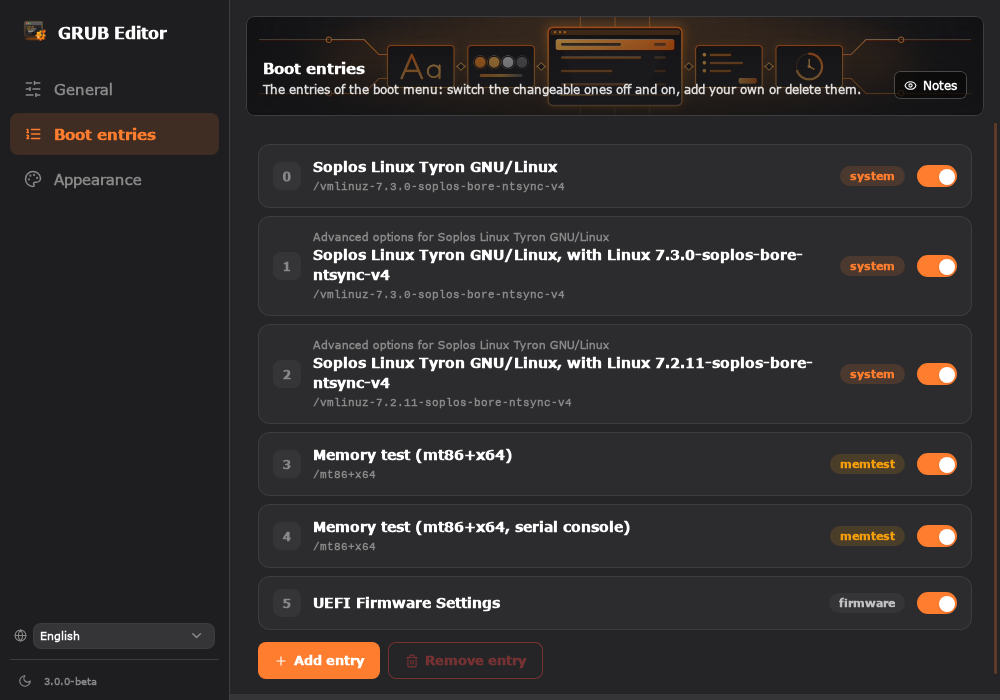 GRUB Editor
General
Boot entries
Appearance
English
3.0.0-beta
Aa
Boot entries
The entries of the boot menu: switch the changeable ones off and on, add your own or delete them.
Notes
0
Soplos Linux Tyron GNU/Linux
/vmlinuz-7.3.0-soplos-bore-ntsync-v4
system
1
Advanced options for Soplos Linux Tyron GNU/Linux
Soplos Linux Tyron GNU/Linux, with Linux 7.3.0-soplos-bore-
ntsync-v4
/vmlinuz-7.3.0-soplos-bore-ntsync-v4
system
2
Advanced options for Soplos Linux Tyron GNU/Linux
Soplos Linux Tyron GNU/Linux, with Linux 7.2.11-soplos-bore-
ntsync-v4
/vmlinuz-7.2.11-soplos-bore-ntsync-v4
system
3
Memory test (mt86+x64)
/mt86+x64
memtest
4
Memory test (mt86+x64, serial console)
/mt86+x64
memtest
5
UEFI Firmware Settings
firmware
+ Add entry
Remove entry